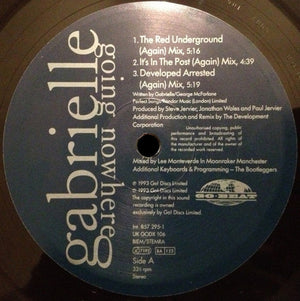 gabrielle
going nowhere
1.The Red Underground
(Again) Mix, 5:16
2.It's In The Post (Again) Mix, 4:39
3.Developed Arrested
(Again) Mix, 5:19
Written by Gabrielle/George McFarlane
Perfect Songs/Rondor Music (London) Limited
Produced by Steve Jervier, Jonathan Wales and Paul Jervier
Additional Production and Remix by The Development
Corporation
Unauthorised copying, public
performance and broadcasting of
this record prohibited. All rights of
the manufacturer and of the owner
of the recorded work reserved.
Mixed by Lee Monteverde In Moonraker Manchester
Additional Keyboards & Programming – The Bootleggers
℗ 1993 Go! Discs Limited
© 1993 Go! Discs Limited
The copyright in this sound
recording is owned
exclusively by Go! Discs Limited
GO·BEAT
Int. 857 295-1
UK GODX 106
BIEM/STEMRA
Side A
33⅓ rpm
Stereo